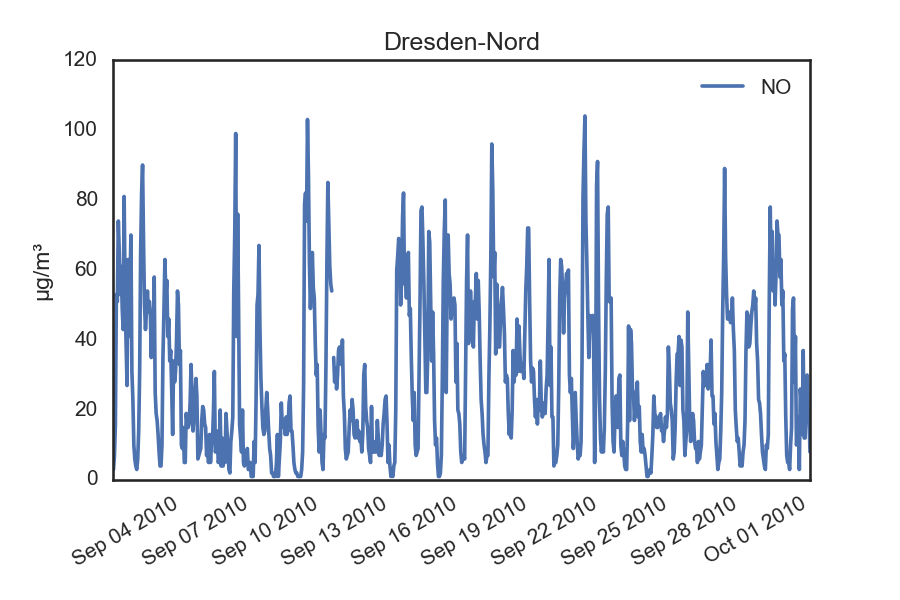 Dresden-Nord
120
100
80
60
40
20
0
µg/m³
NO
Sep 04 2010
Sep 07 2010
Sep 10 2010
Sep 13 2010
Sep 16 2010
Sep 19 2010
Sep 22 2010
Sep 25 2010
Sep 28 2010
Oct 01 2010